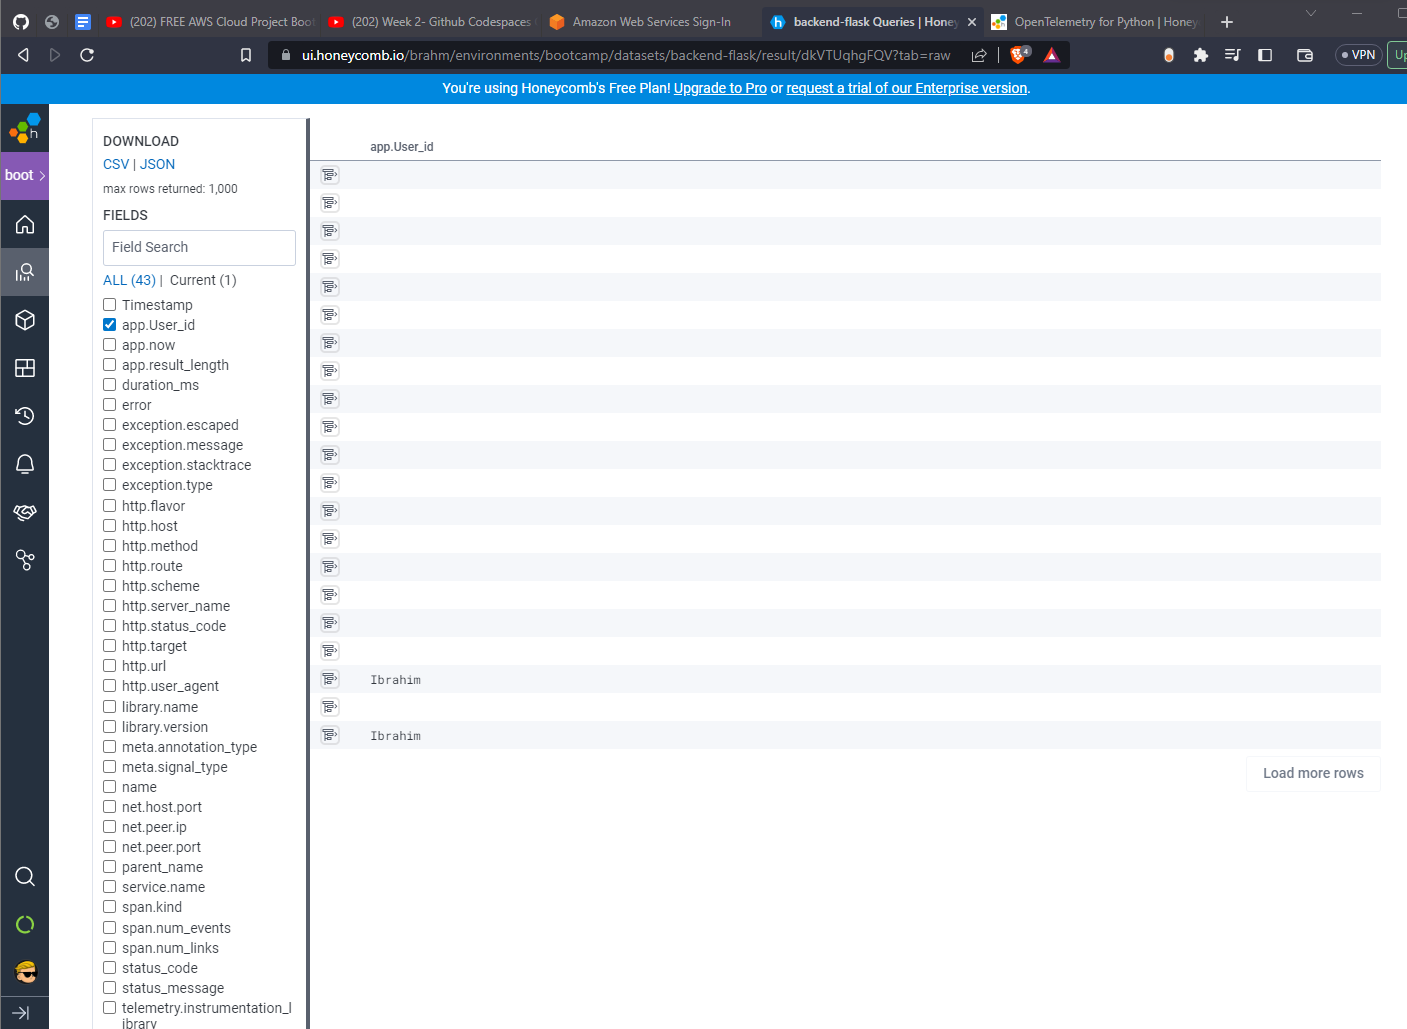 (202) FREE AWS Cloud Project Boot
(202) Week 2- Github Codespaces
Amazon Web Services Sign-In
backend-flask Queries | Honey
OpenTelemetry for Python | Honey
ui.honeycomb.io/brahm/environments/bootcamp/datasets/backend-flask/result/dkVTUqhgFQV?tab=raw
4
VPN
Up
You're using Honeycomb's Free Plan! Upgrade to Pro or request a trial of our Enterprise version.
h
boot
DOWNLOAD
CSV | JSON
max rows returned: 1,000
FIELDS
Field Search
ALL (43) | Current (1)
Timestamp
app.User_id
app.now
app.result_length
duration_ms
error
exception.escaped
exception.message
exception.stacktrace
exception.type
http.flavor
http.host
http.method
http.route
http.scheme
http.server_name
http.status_code
http.target
http.url
http.user_agent
library.name
library.version
meta.annotation_type
meta.signal_type
name
net.host.port
net.peer.ip
net.peer.port
parent_name
service.name
span.kind
span.num_events
span.num_links
status_code
status_message
telemetry.instrumentation_l
ibrary
app.User_id
Ibrahim
Ibrahim
Load more rows